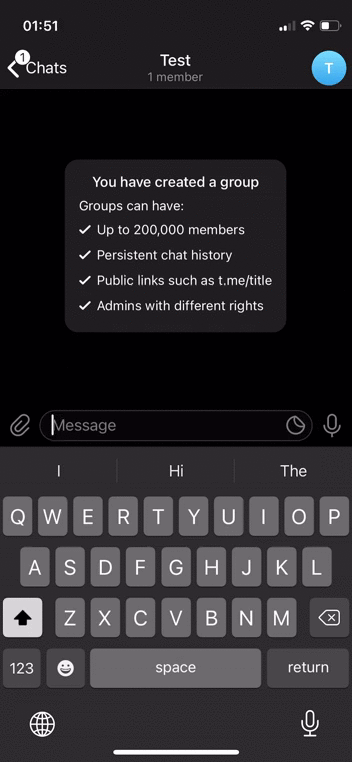 01:51
1
Chats
Test
1 member
T
You have created a group
Groups can have:
Up to 200,000 members
Persistent chat history
Public links such as t.me/title
Admins with different rights
Message
I Hi The
Q W E R T Y U I O P
A S D F G H J K L
Z X C V B N M
123 space return